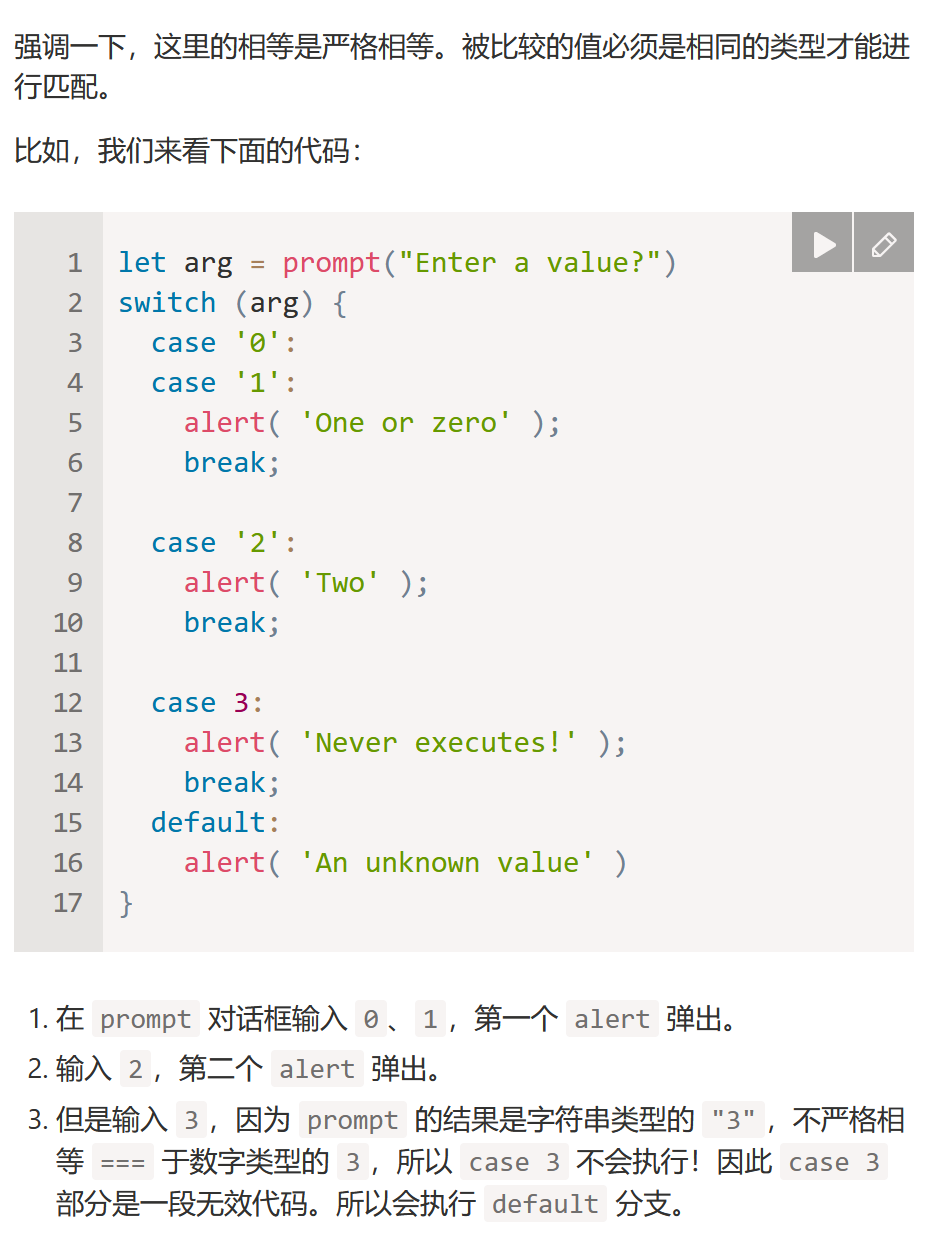 强调一下，这里的相等是严格相等。被比较的值必须是相同的类型才能进
行匹配。
比如，我们来看下面的代码：
1 let arg = prompt("Enter a value?")
2 switch (arg) {
3   case '0':
4   case '1':
5     alert( 'One or zero' );
6     break;
7
8   case '2':
9     alert( 'Two' );
10     break;
11
12   case 3:
13     alert( 'Never executes!' );
14     break;
15   default:
16     alert( 'An unknown value' )
17 }
1. 在 prompt 对话框输入 0、1，第一个 alert 弹出。
2. 输入 2，第二个 alert 弹出。
3. 但是输入 3，因为 prompt 的结果是字符串类型的 "3"，不严格相
等 === 于数字类型的 3，所以 case 3 不会执行！因此 case 3
部分是一段无效代码。所以会执行 default 分支。